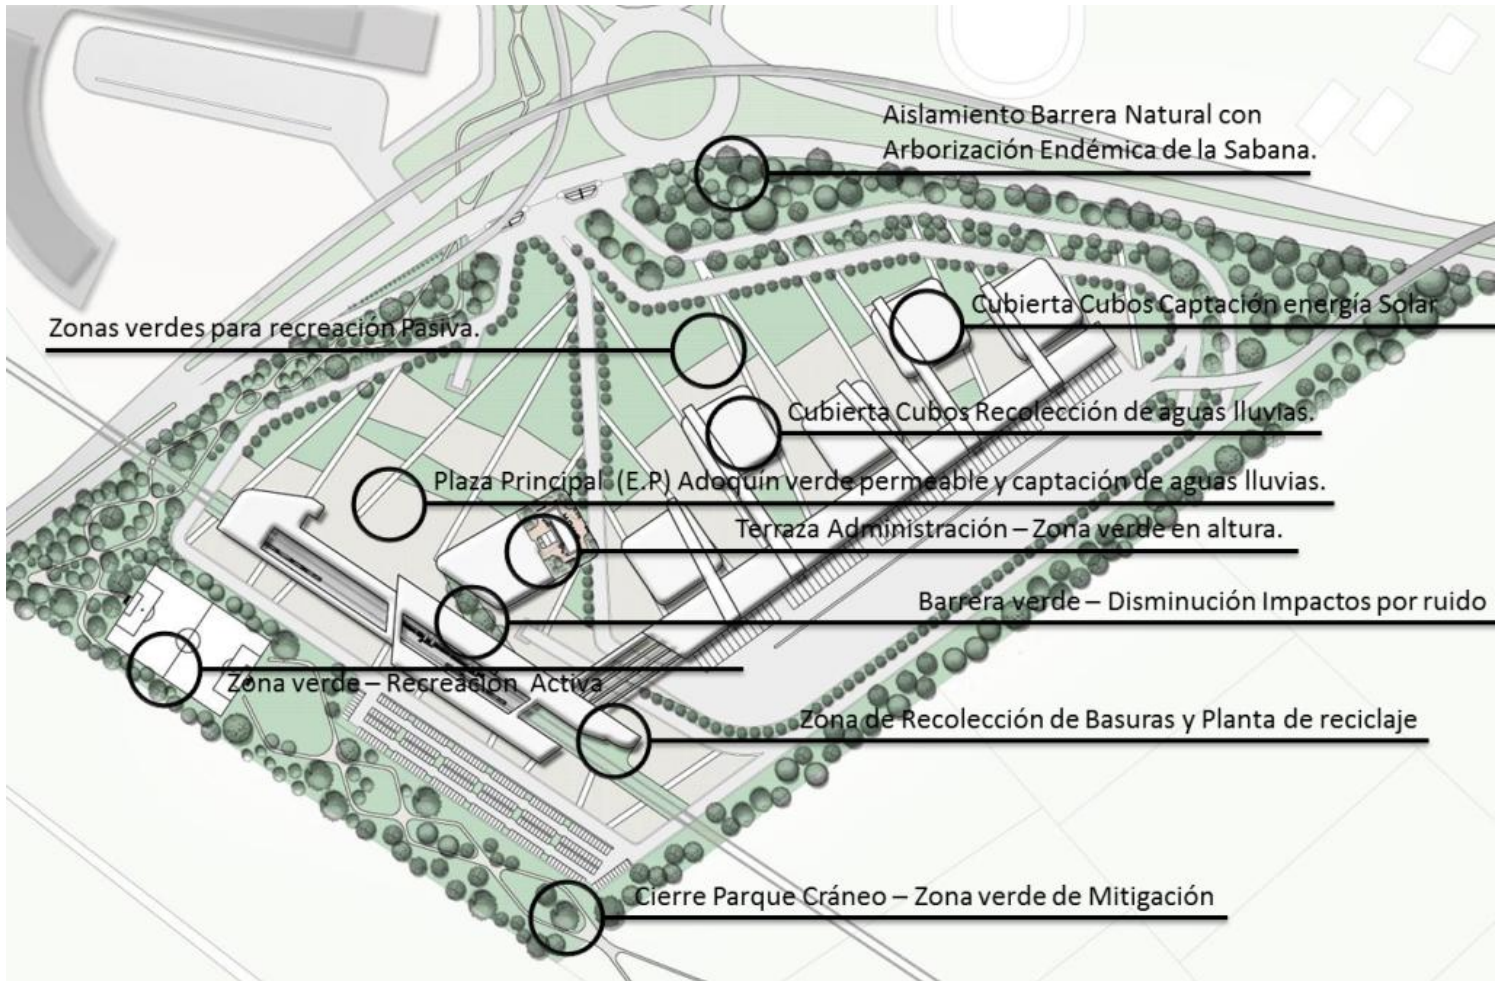 Aislamiento Barrera Natural con
Arborización Endémica de la Sabana.
Cubierta Cubos Captación energía Solar
Zonas verdes para recreación Pasiva.
Cubierta Cubos Recolección de aguas lluvias.
Plaza Principal (E.P) Adoquín verde permeable y captación de aguas lluvias.
Terraza Administración – Zona verde en altura.
Barrera verde – Disminución Impactos por ruido
Zona verde – Recreación Activa
Zona de Recolección de Basuras y Planta de reciclaje
Cierre Parque Cráneo – Zona verde de Mitigación